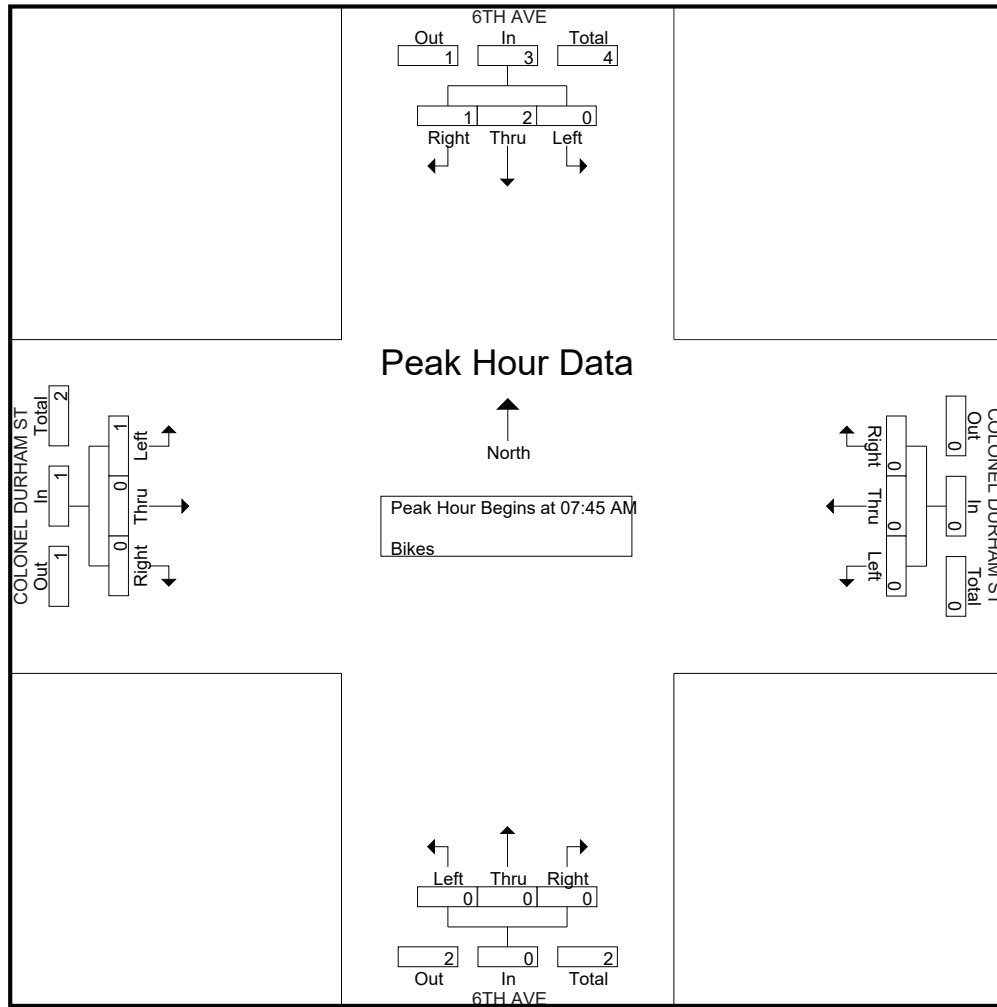 6TH AVE
Out In Total
1 3 4
1 2 0
Right Thru Left
Peak Hour Data
North
Peak Hour Begins at 07:45 AM
Bikes
COLONEL DURHAM ST
Out In Total
1 1 2
1 0 0
Left Thru Right
COLONEL DURHAM ST
Out In Total
0 0 0
0 0 0
Right Thru Left
Left Thru Right
0 0 0
2 0 2
Out In Total
6TH AVE